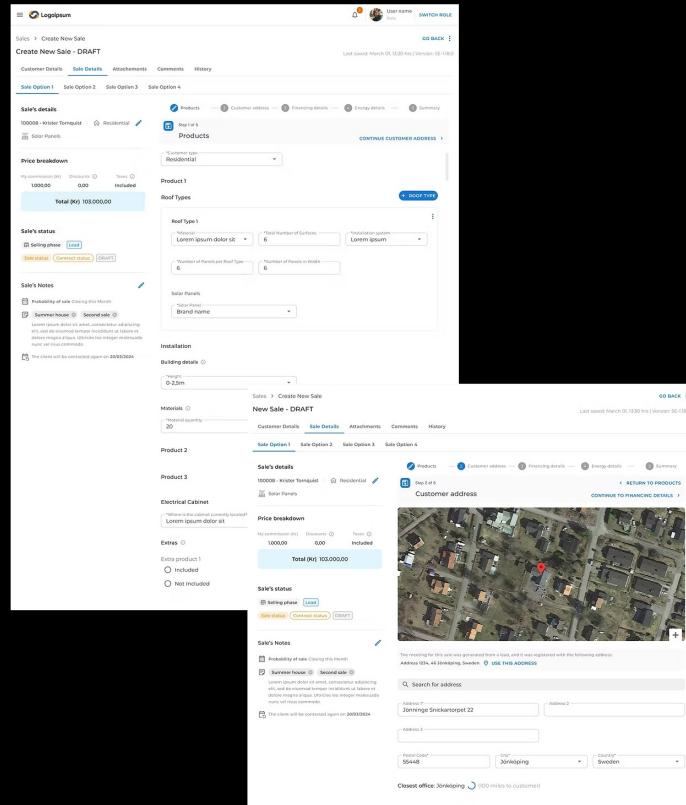 Logoipsum
User name
Role
SWITCH ROLE
Sales > Create New Sale
GO BACK
Create New Sale - DRAFT
Last saved: March 01, 13:30 hrs | Version: SE-1.18.0
Customer Details Sale Details Attachements Comments History
Sale Option 1 Sale Option 2 Sale Option 3 Sale Option 4
Sale's details
100008 - Krister Tornquist Residential
Solar Panels
Price breakdown
My commission (kr) Discounts Taxes
1.000,00 0,00 Included
Total (Kr) 103.000,00
Sale's status
Selling phase Lead
Sale status Contract status DRAFT
Sale's Notes
Probability of sale Closing this Month
Summer house Second sale
Lorem ipsum dolor sit amet, consectetur adipiscing
elit, sed do eiusmod tempor incididunt ut labore et
dolore magna aliqua. Ultricies leo integer malesuada
nunc vel risus commodo.
The client will be contacted again on 20/03/2024
Products Customer address Financing details Energy details Summary
Step 1 of 5
Products
CONTINUE CUSTOMER ADDRESS >
*Customer type
Residential
Product 1
Roof Types
+ ROOF TYPE
Roof Type 1
*Material
Lorem ipsum dolor sit
*Total Number of Surfaces
6
*Installation system
Lorem ipsum
*Number of Panels per Roof Type
6
*Number of Panels in Width
6
Solar Panels
*Solar Panel
Brand name
Installation
Building details
*Height
0-2,5m
Materials
*Material quantity
20
Product 2
Product 3
Electrical Cabinet
*Where is the cabinet currently located?
Lorem ipsum dolor sit
Extras
Extra product 1
Included
Not Included
Sales > Create New Sale
GO BACK
New Sale - DRAFT
Last saved: March 01, 13:30 hrs | Version: SE-1.18
Customer Details Sale Details Attachments Comments History
Sale Option 1 Sale Option 2 Sale Option 3 Sale Option 4
Sale's details
100008 - Krister Tornquist Residential
Solar Panels
Price breakdown
My commission (kr) Discounts Taxes
1.000,00 0,00 Included
Total (Kr) 103.000,00
Sale's status
Selling phase Lead
Sale status Contract status DRAFT
Sale's Notes
Probability of sale Closing this Month
Summer house Second sale
Lorem ipsum dolor sit amet, consectetur adipiscing
elit, sed do eiusmod tempor incididunt ut labore et
dolore magna aliqua. Ultricies leo integer malesuada
nunc vel risus commodo.
The client will be contacted again on 20/03/2024
Products Customer address Financing details Energy details Summary
Step 2 of 5
Customer address
< RETURN TO PRODUCTS
CONTINUE TO FINANCING DETAILS >
The meeting for this sale was generated from a lead, and it was registered with the following address:
Address 1234, 46 Jönköping, Sweden USE THIS ADDRESS
Search for address
Address 1*
Jönninge Snickartorpet 22
Address 2
Address 3
Postal Code*
55448
City*
Jönköping
Country*
Sweden
Closest office: Jönköping (100 miles to customer)